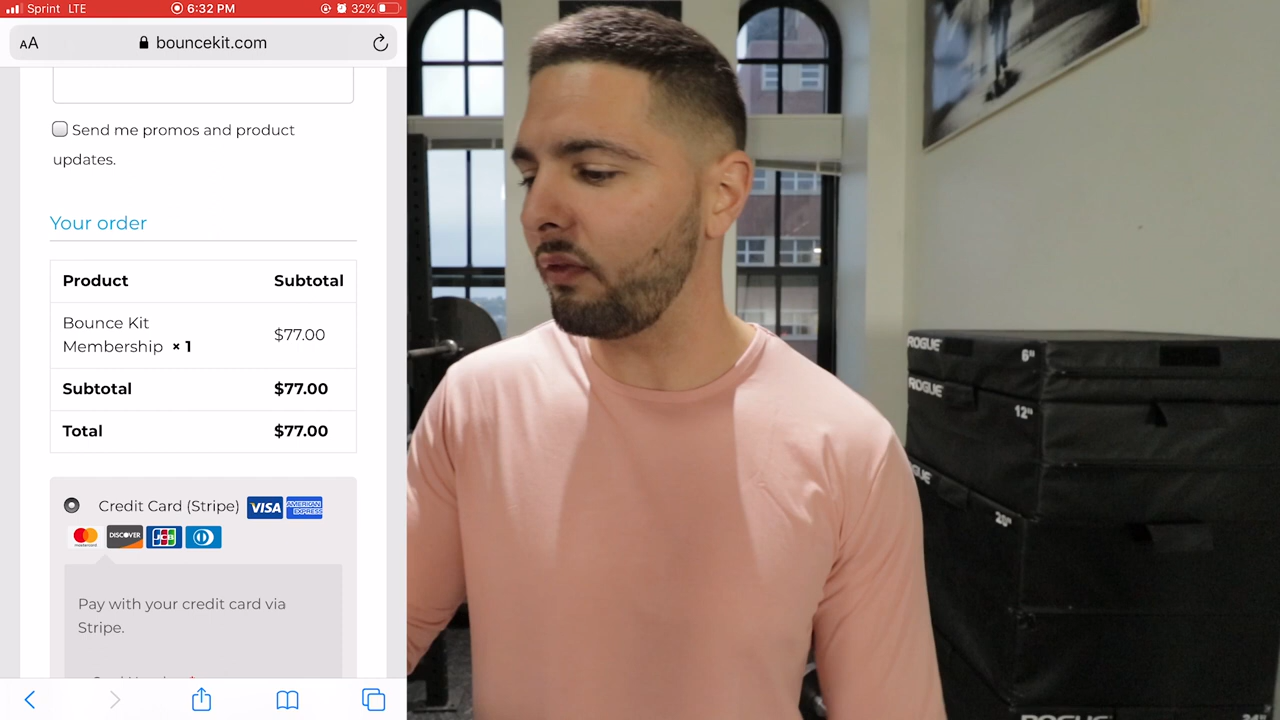 Sprint LTE 6:32 PM 32%
AA bouncekit.com
Send me promos and product
updates.
Your order
Product Subtotal
Bounce Kit
Membership × 1 $77.00
Subtotal $77.00
Total $77.00
Credit Card (Stripe) VISA AMERICAN EXPRESS
mastercard DISCOVER JCB
Pay with your credit card via
Stripe.
ROGUE 6"
ROGUE 12"
20"
ROGUE 24"